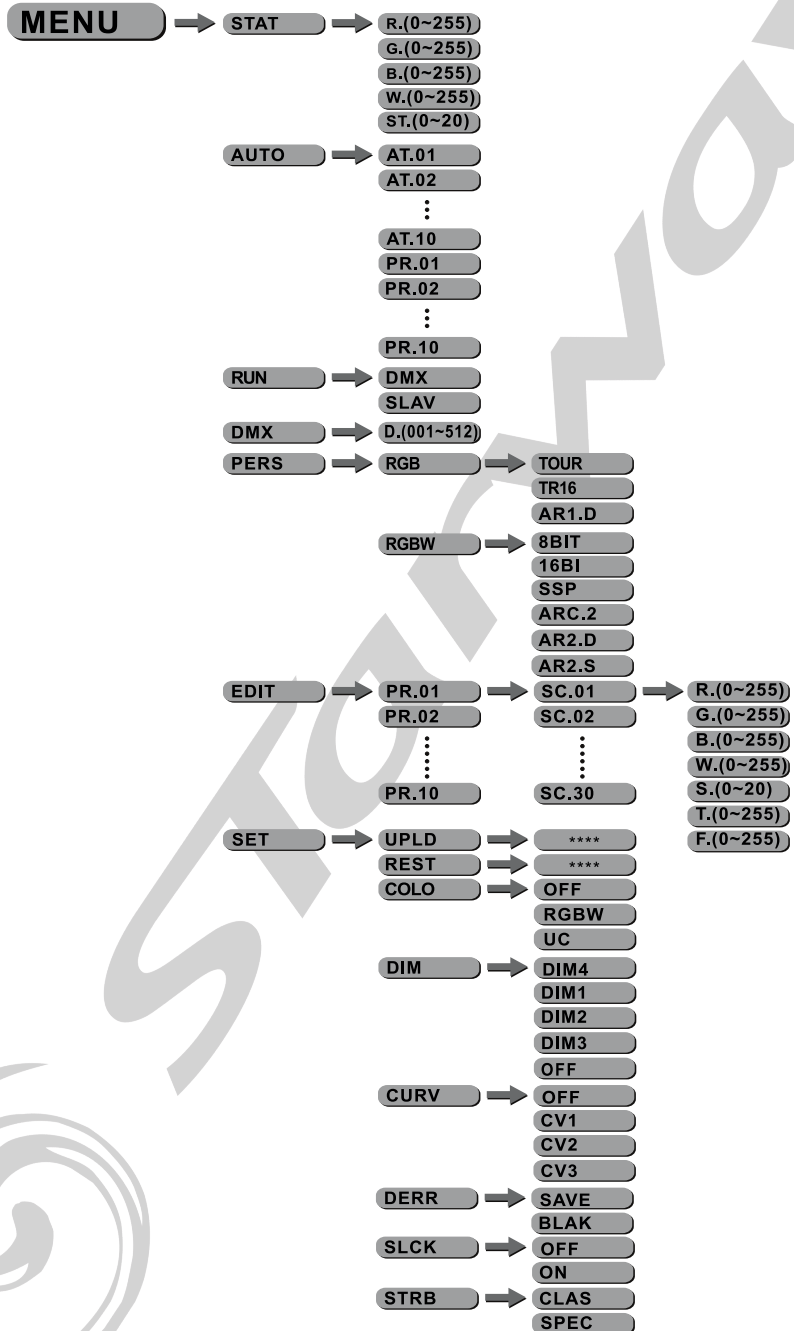 MENU STAT R.(0~255)
G.(0~255)
B.(0~255)
W.(0~255)
ST.(0~20)
AUTO AT.01
AT.02
AT.10
PR.01
PR.02
PR.10
RUN DMX
SLAV
DMX D.(001~512)
PERS RGB TOUR
TR16
AR1.D
RGBW 8BIT
16BI
SSP
ARC.2
AR2.D
AR2.S
EDIT PR.01 SC.01 R.(0~255)
PR.02 SC.02 G.(0~255)
B.(0~255)
W.(0~255)
PR.10 SC.30 S.(0~20)
T.(0~255)
SET UPLD **** F.(0~255)
REST ****
COLO OFF
RGBW
UC
DIM DIM4
DIM1
DIM2
DIM3
OFF
CURV OFF
CV1
CV2
CV3
DERR SAVE
BLAK
SLCK OFF
ON
STRB CLAS
SPEC
Starway